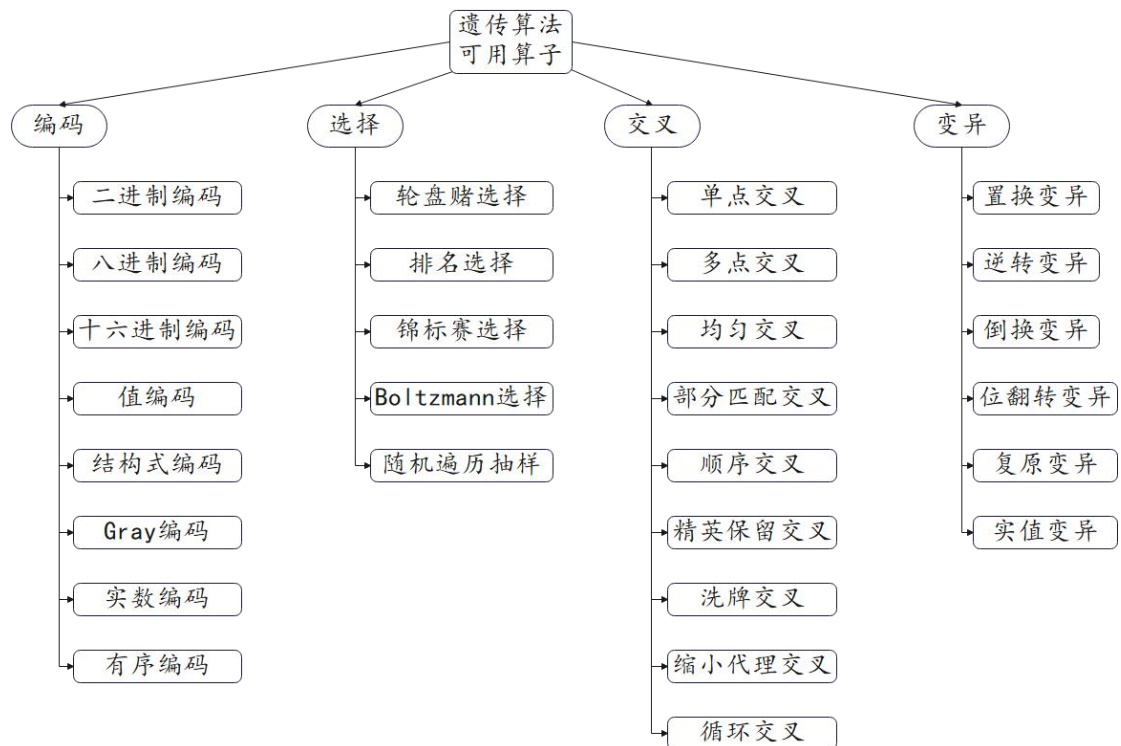 遗传算法
可用算子
编码
选择
交叉
变异
二进制编码
八进制编码
十六进制编码
值编码
结构式编码
Gray编码
实数编码
有序编码
轮盘赌选择
排名选择
锦标赛选择
Boltzmann选择
随机遍历抽样
单点交叉
多点交叉
均匀交叉
部分匹配交叉
顺序交叉
精英保留交叉
洗牌交叉
缩小代理交叉
循环交叉
置换变异
逆转变异
倒换变异
位翻转变异
复原变异
实值变异